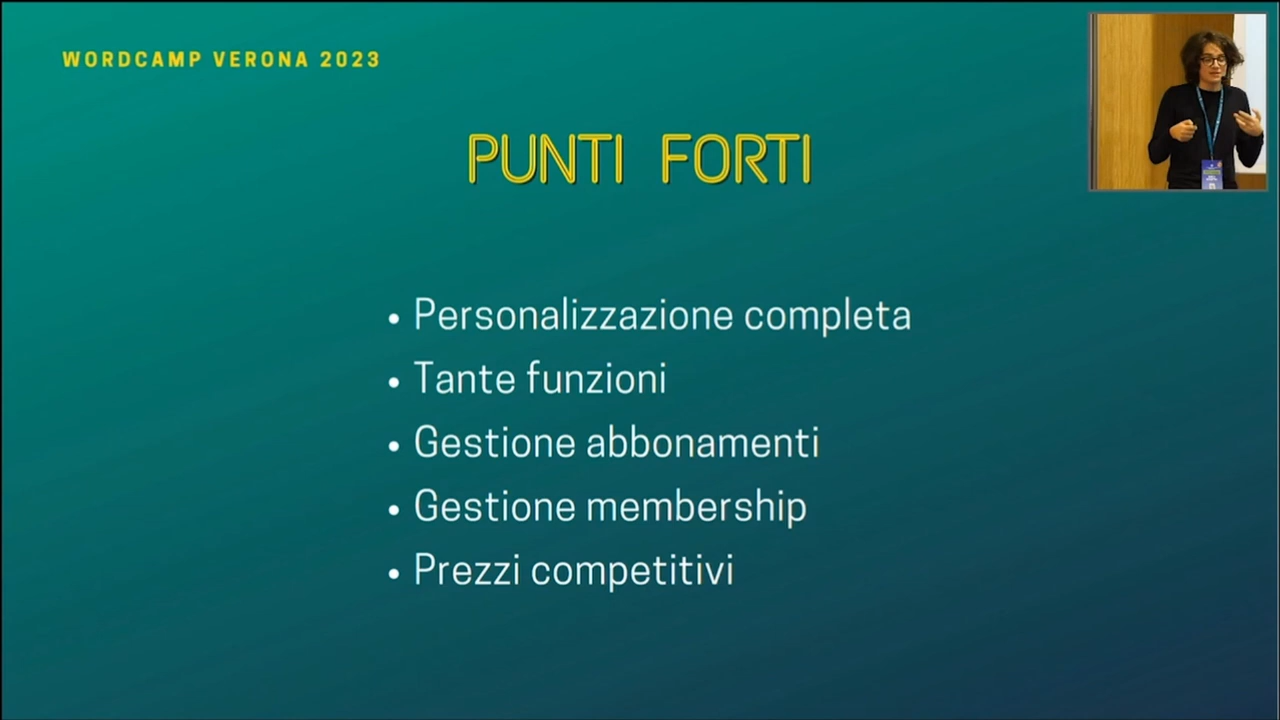 WORDCAMP VERONA 2023
PUNTI FORTI
• Personalizzazione completa
• Tante funzioni
• Gestione abbonamenti
• Gestione membership
• Prezzi competitivi